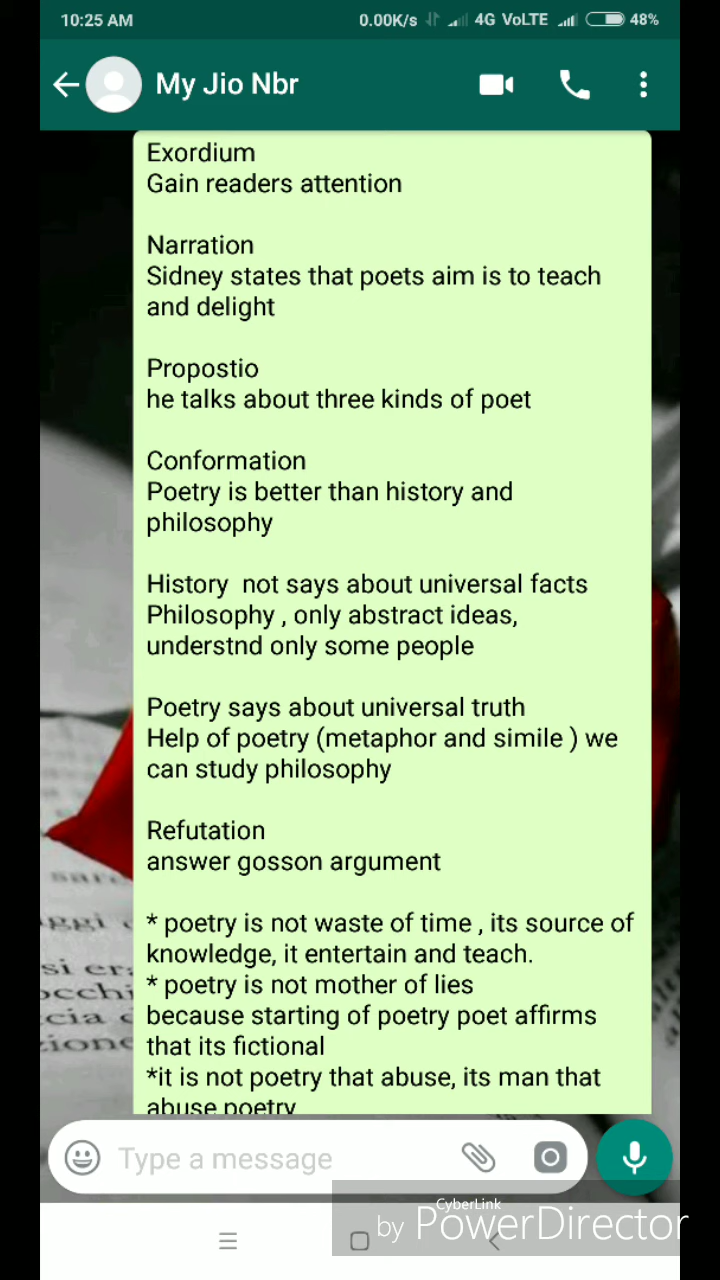 10:25 AM 0.00K/s 4G VoLTE 48%
My Jio Nbr
Exordium
Gain readers attention
Narration
Sidney states that poets aim is to teach
and delight
Propostio
he talks about three kinds of poet
Conformation
Poetry is better than history and
philosophy
History  not says about universal facts
Philosophy , only abstract ideas,
understnd only some people
Poetry says about universal truth
Help of poetry (metaphor and simile ) we
can study philosophy
Refutation
answer gosson argument
* poetry is not waste of time , its source of
knowledge, it entertain and teach.
* poetry is not mother of lies
because starting of poetry poet affirms
that its fictional
*it is not poetry that abuse, its man that
abuse poetry
Type a message
CyberLink
by PowerDirector